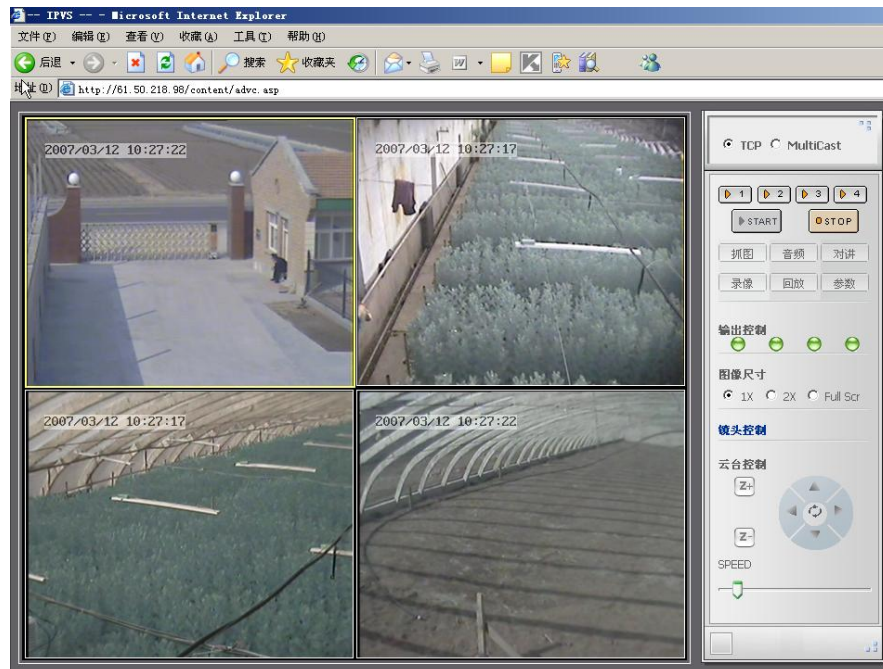 -- IPVS -- - Microsoft Internet Explorer
文件(F) 编辑(E) 查看(V) 收藏(A) 工具(T) 帮助(H)
后退 搜索 收藏夹
地址(D) http://61.50.218.98/content/advc.asp
2007/03/12 10:27:22
2007/03/12 10:27:17
2007/03/12 10:27:17
2007/03/12 10:27:22
TCP MultiCast
1 2 3 4
START STOP
抓图 音频 对讲
录像 回放 参数
输出控制
图像尺寸
1X 2X Full Scr
镜头控制
云台控制
Z+
Z-
SPEED